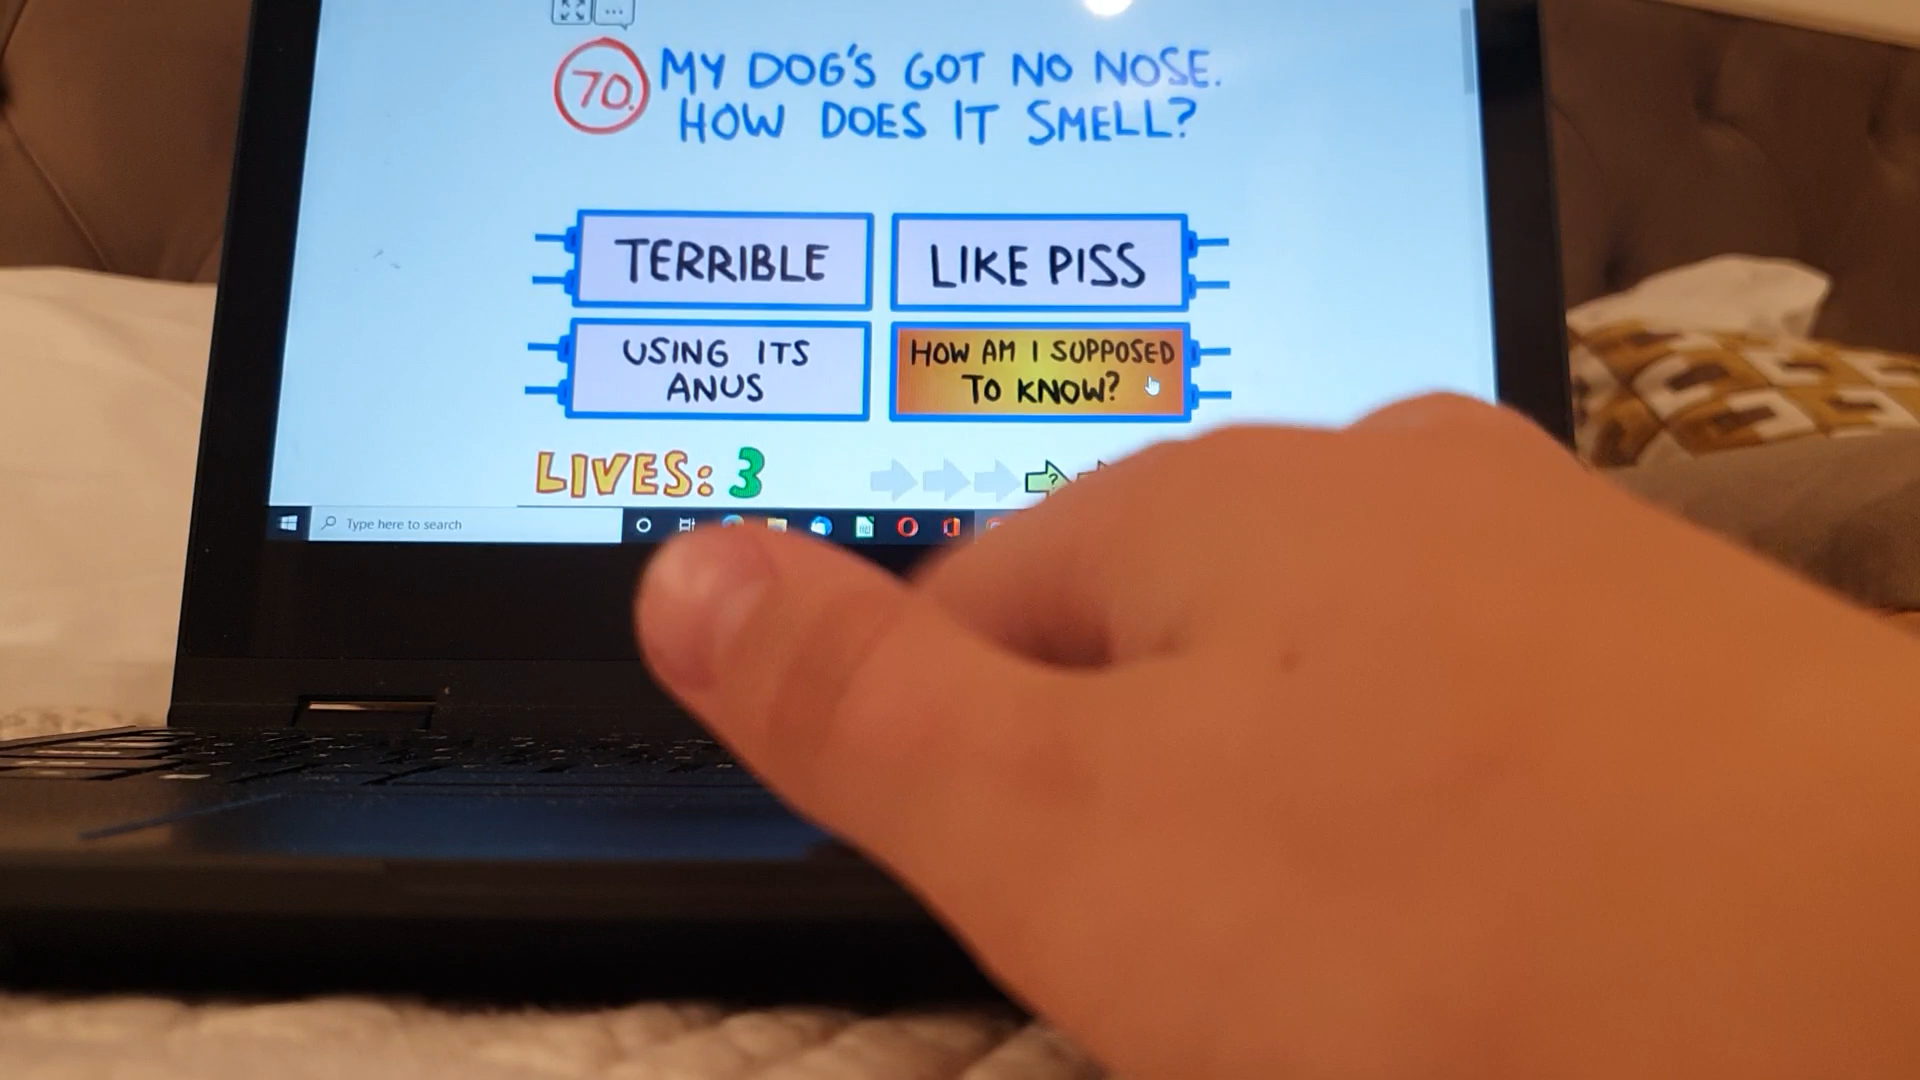 ...
70. MY DOG'S GOT NO NOSE.
HOW DOES IT SMELL?
TERRIBLE
LIKE PISS
USING ITS
ANUS
HOW AM I SUPPOSED
TO KNOW?
LIVES: 3
?
Type here to search